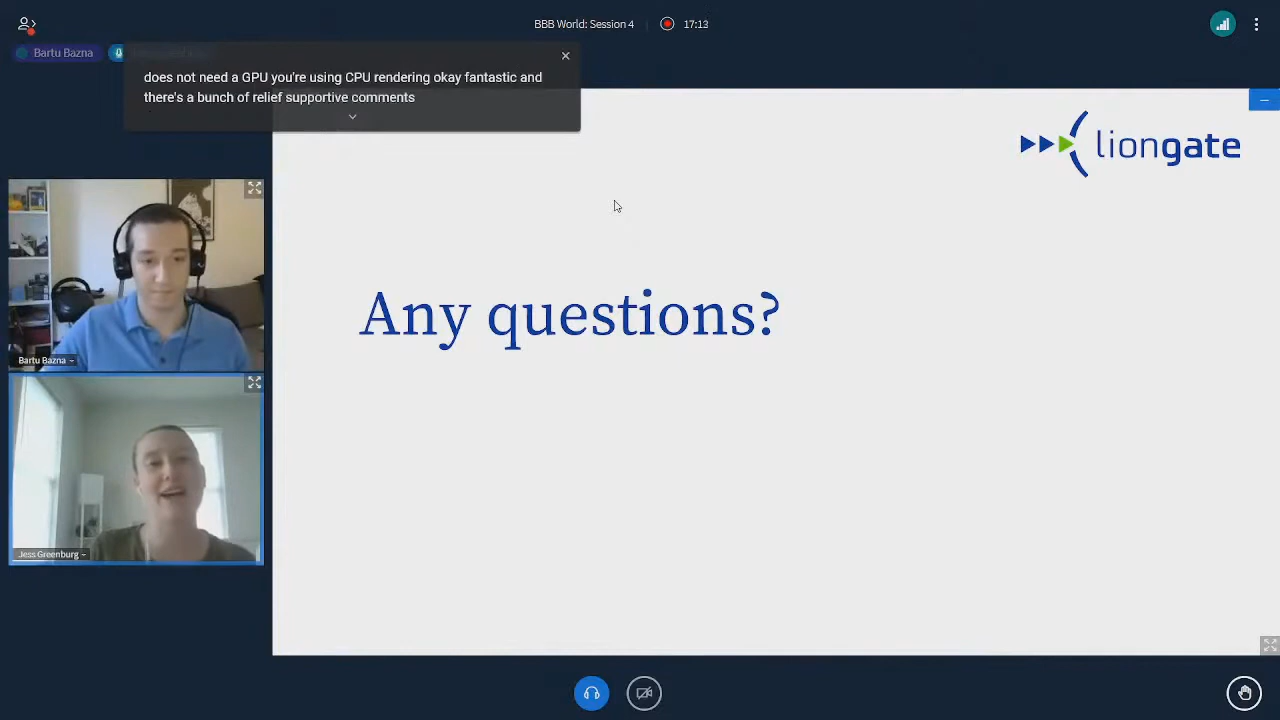 BBB World: Session 4
17:13
Bartu Bazna
does not need a GPU you're using CPU rendering okay fantastic and
there's a bunch of relief supportive comments
liongate
Any questions?
Bartu Bazna
Jess Greenburg